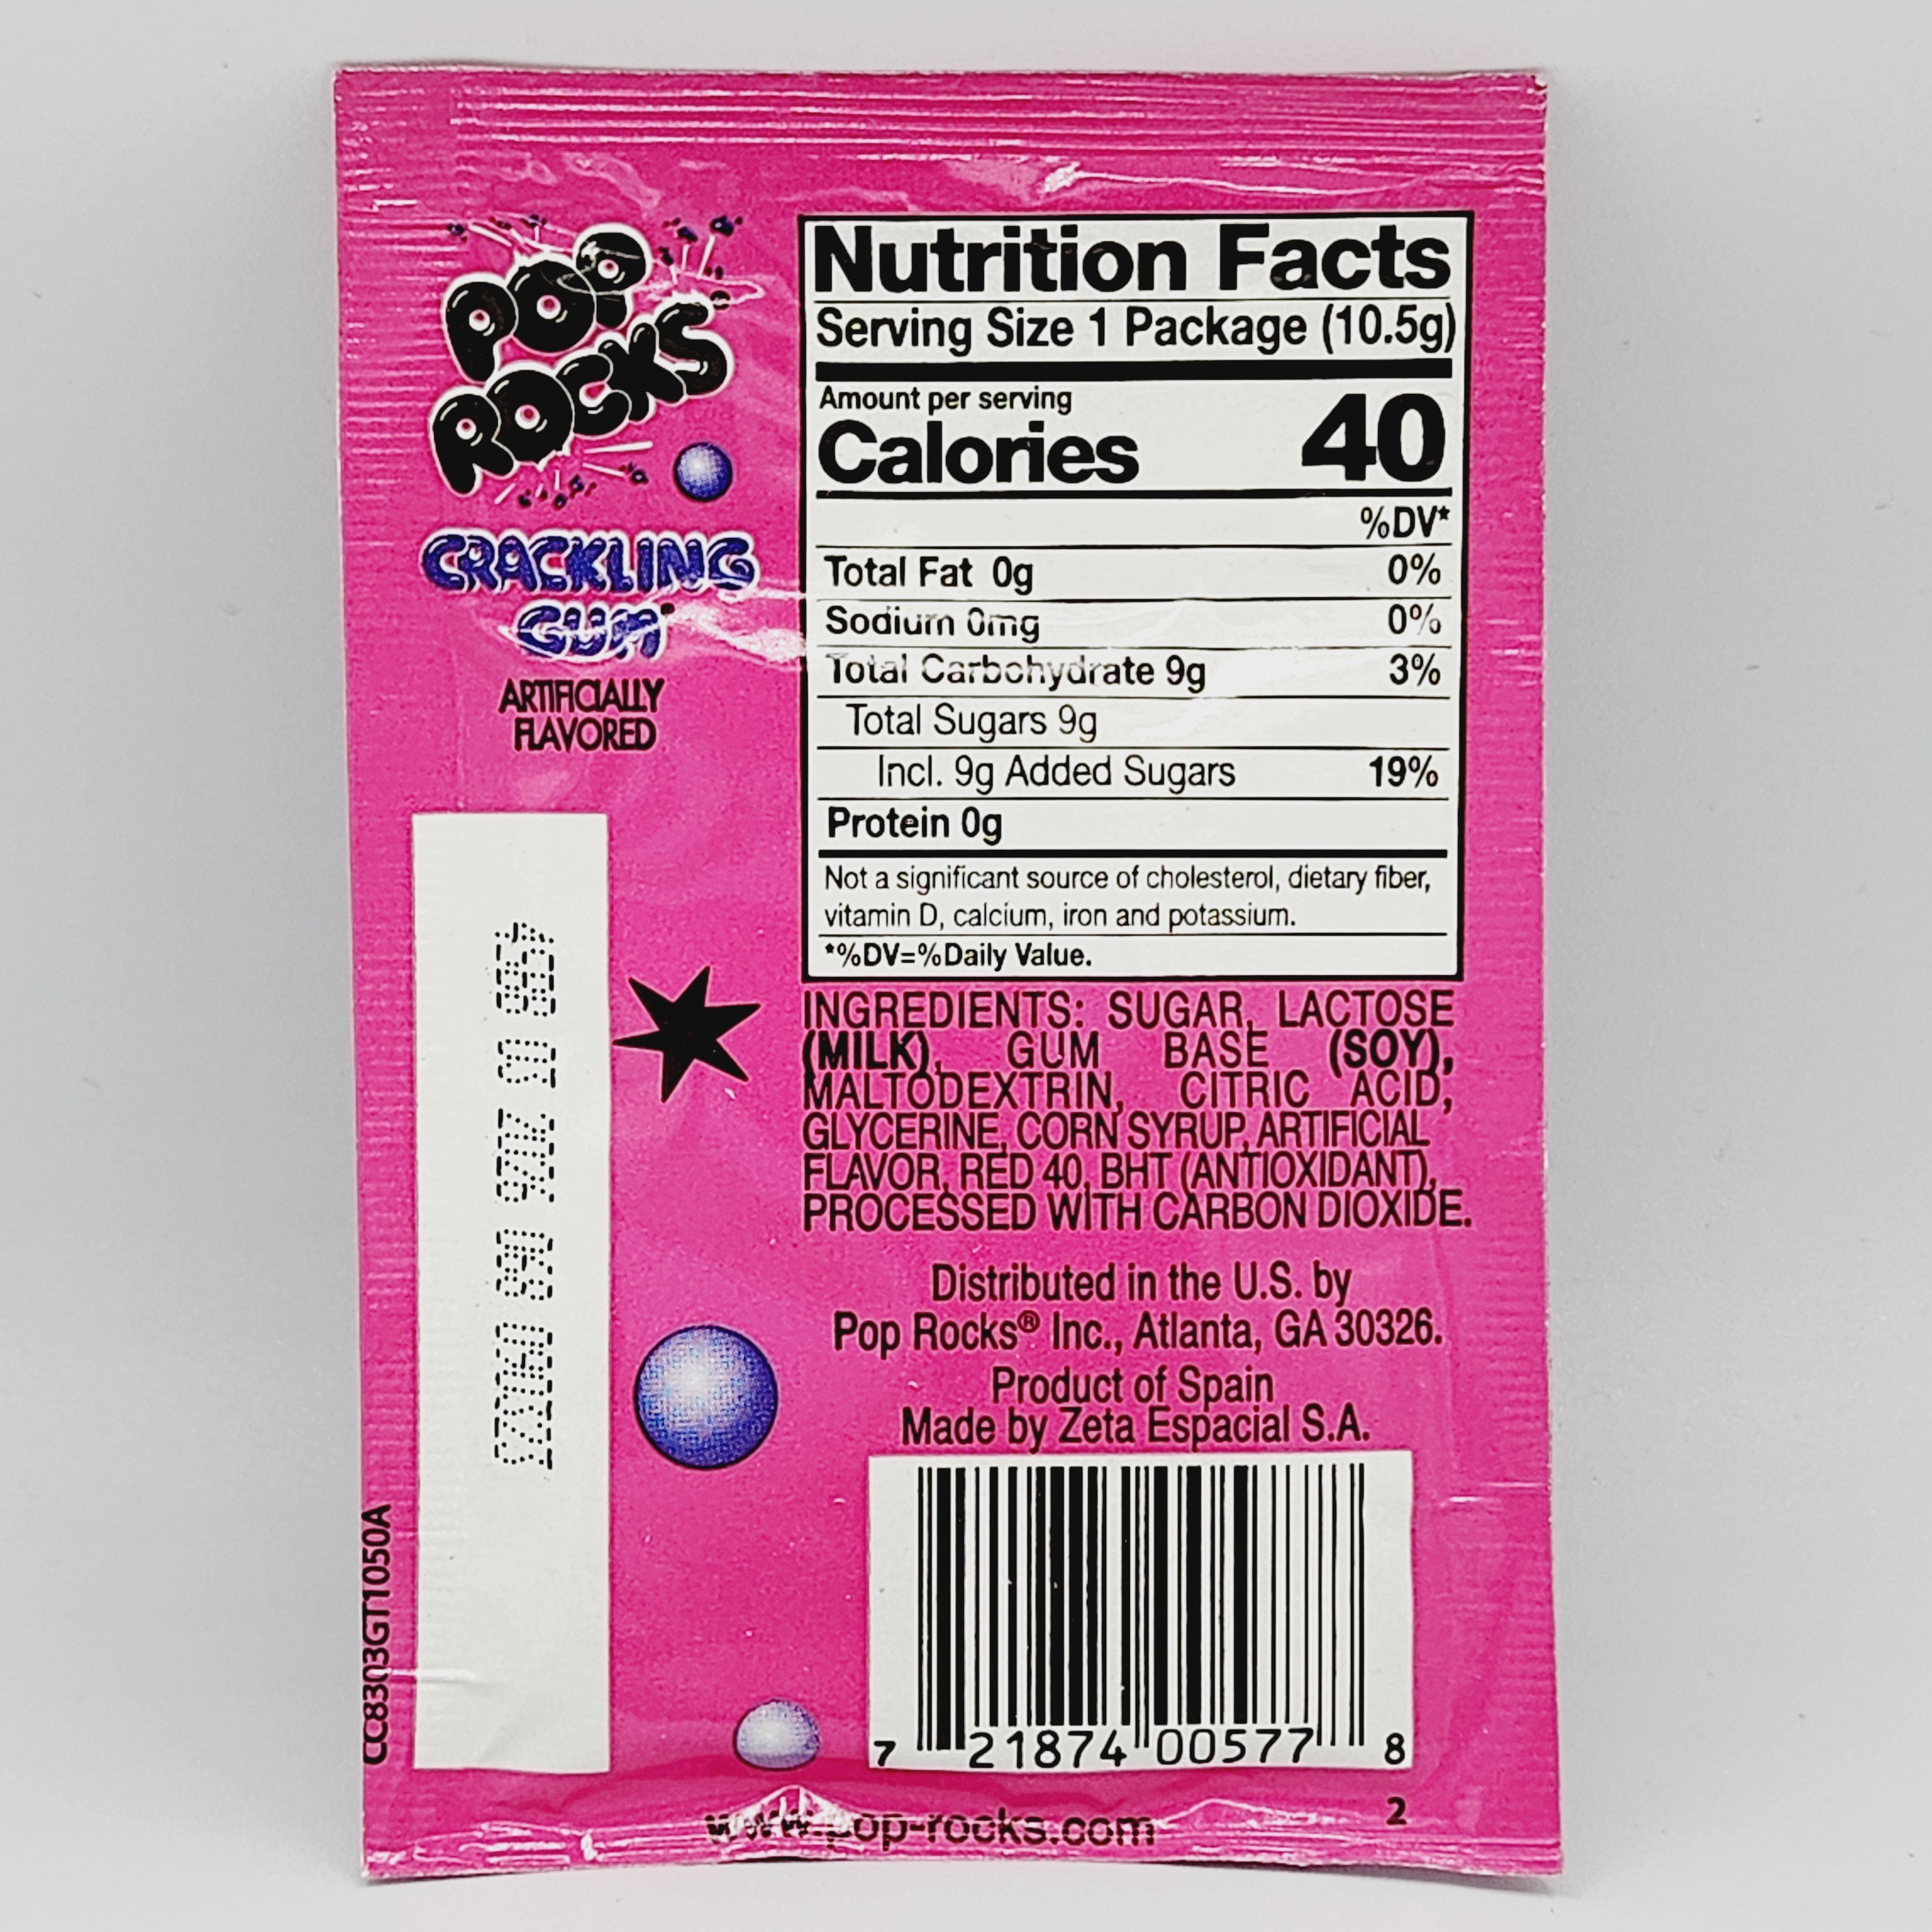 POP
ROCKS
CRACKLING
GUM
ARTIFICIALLY
FLAVORED
Nutrition Facts
Serving Size 1 Package (10.5g)
Amount per serving
Calories 40
%DV*
Total Fat 0g 0%
Sodium 0mg 0%
Total Carbohydrate 9g 3%
Total Sugars 9g
Incl. 9g Added Sugars 19%
Protein 0g
Not a significant source of cholesterol, dietary fiber,
vitamin D, calcium, iron and potassium.
*%DV=%Daily Value.
INGREDIENTS: SUGAR, LACTOSE
(MILK), GUM BASE (SOY),
MALTODEXTRIN, CITRIC ACID,
GLYCERINE, CORN SYRUP, ARTIFICIAL
FLAVOR, RED 40, BHT (ANTIOXIDANT),
PROCESSED WITH CARBON DIOXIDE.
Distributed in the U.S. by
Pop Rocks® Inc., Atlanta, GA 30326.
Product of Spain
Made by Zeta Espacial S.A.
7 21874 00577 8
CC8303GT1050A
2
www.pop-rocks.com